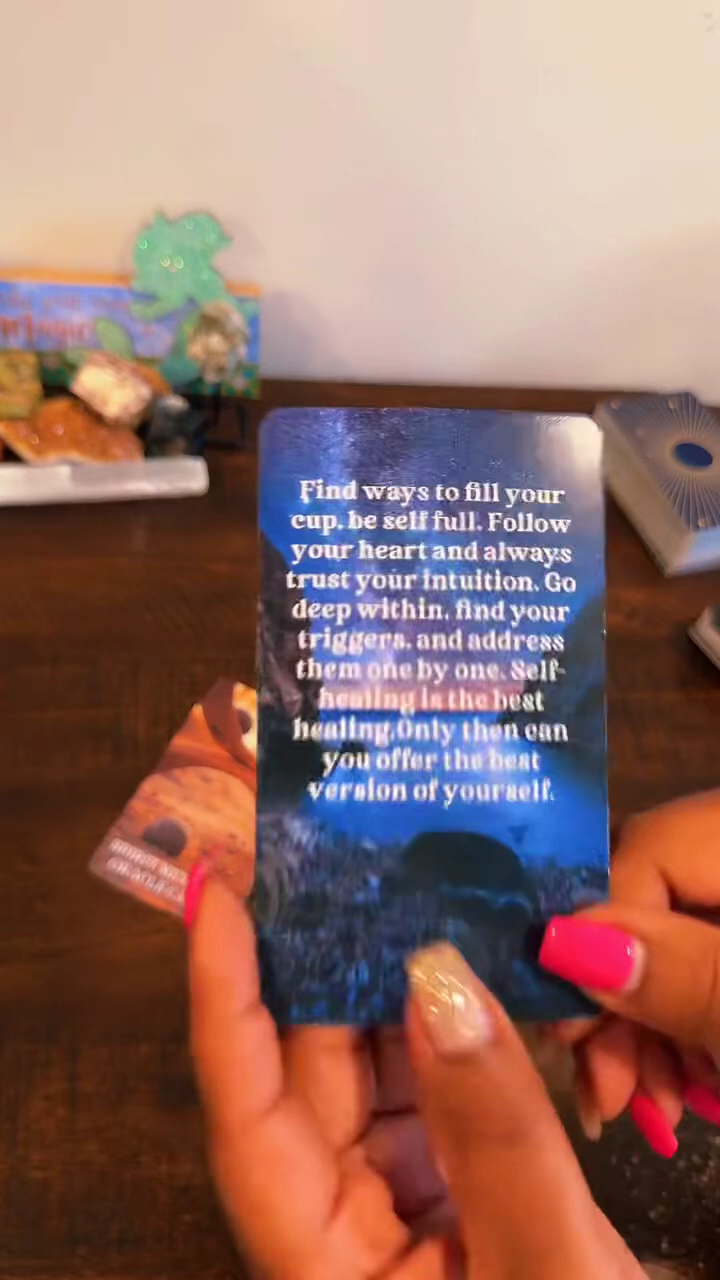 Find ways to fill your
cup, be self full. Follow
your heart and always
trust your intuition. Go
deep within, find your
triggers, and address
them one by one. Self-
healing is the best
healing.Only then can
you offer the best
version of yourself.